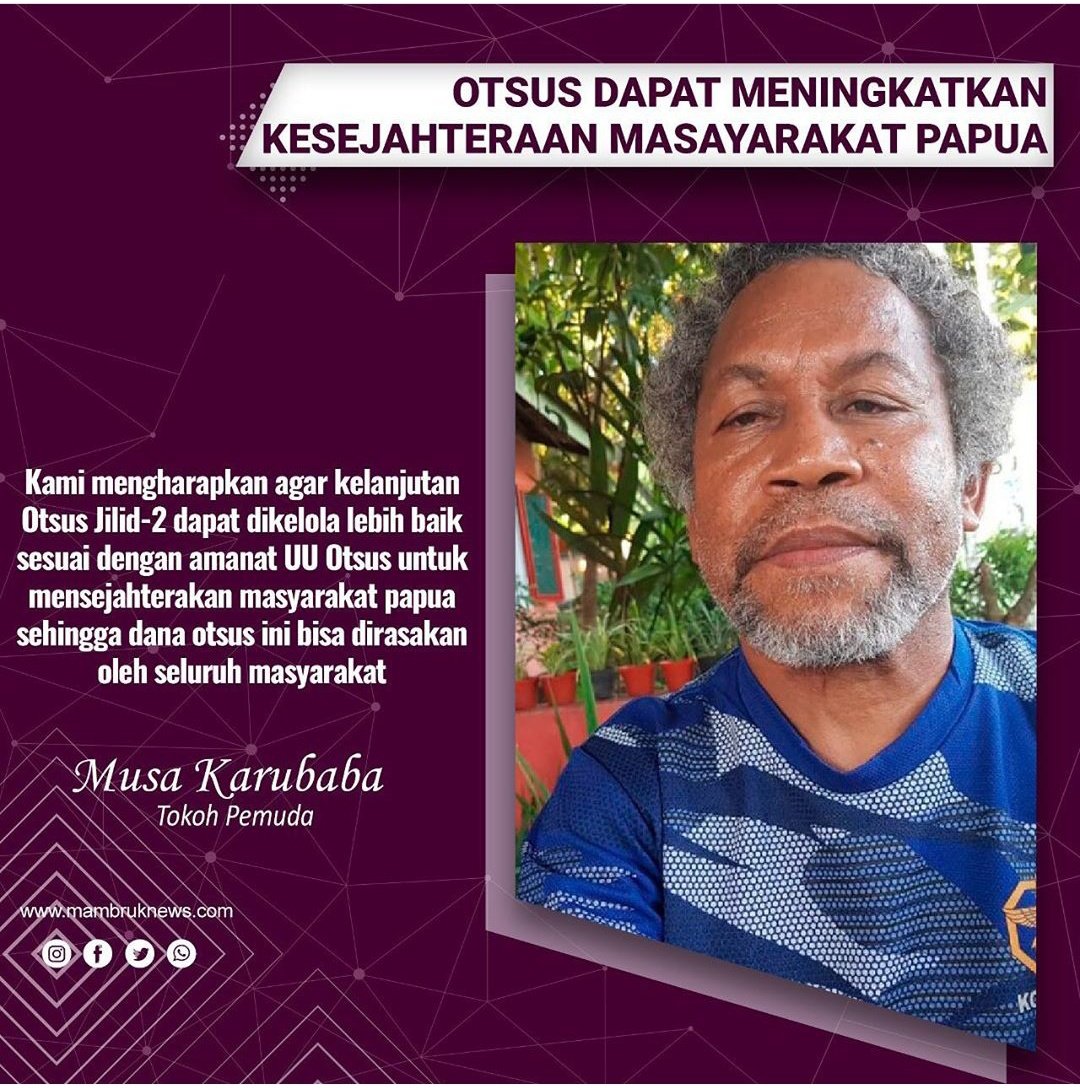 OTSUS DAPAT MENINGKATKAN
KESEJAHTERAAN MASAYARAKAT PAPUA
Kami mengharapkan agar kelanjutan
Otsus Jilid-2 dapat dikelola lebih baik
sesuai dengan amanat UU Otsus untuk
mensejahterakan masyarakat papua
sehingga dana otsus ini bisa dirasakan
oleh seluruh masyarakat
Musa Karubaba
Tokoh Pemuda
www.mambruknews.com